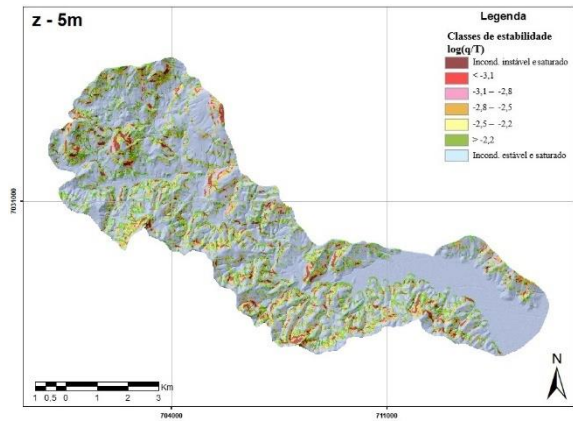 z - 5m
Legenda
Classes de estabilidade
log(q/T)
Incond. instável e saturado
< -3,1
-3,1 – -2,8
-2,8 – -2,5
-2,5 – -2,2
> -2,2
Incond. estável e saturado
7031000
N
Km
1 0,5 0 1 2 3
704000
711000